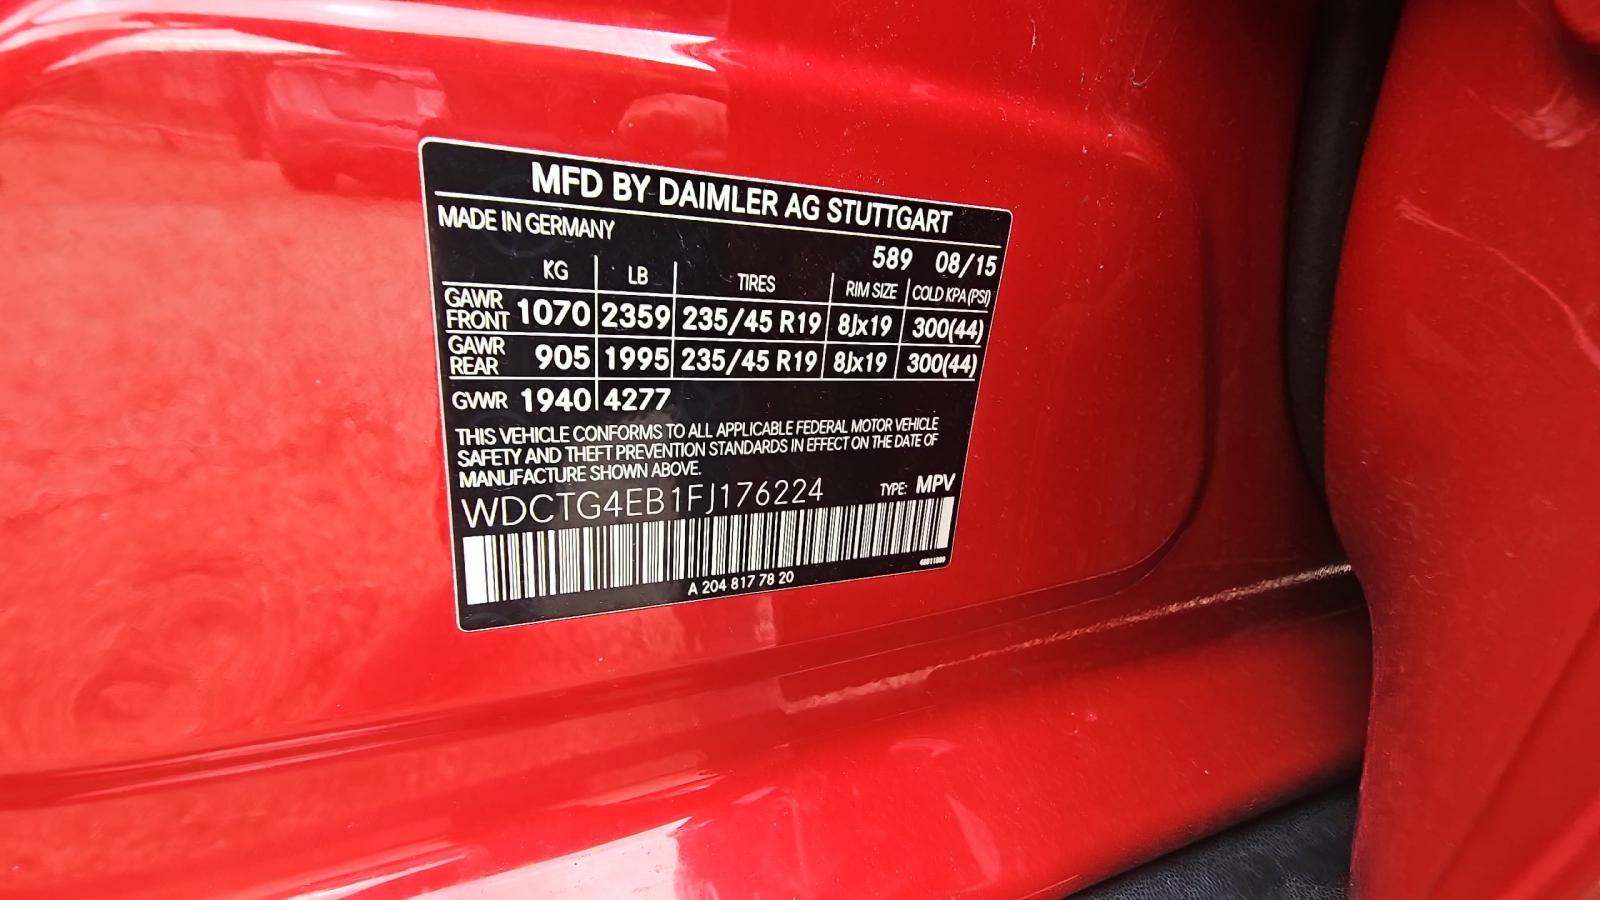 MFD BY DAIMLER AG STUTTGART
MADE IN GERMANY
589 08/15
KG LB TIRES RIM SIZE COLD KPA (PSI)
GAWR FRONT 1070 2359 235/45 R19 8Jx19 300(44)
GAWR REAR 905 1995 235/45 R19 8Jx19 300(44)
GVWR 1940 4277
THIS VEHICLE CONFORMS TO ALL APPLICABLE FEDERAL MOTOR VEHICLE
SAFETY AND THEFT PREVENTION STANDARDS IN EFFECT ON THE DATE OF
MANUFACTURE SHOWN ABOVE.
WDCTG4EB1FJ176224 TYPE: MPV
A 204 817 78 20